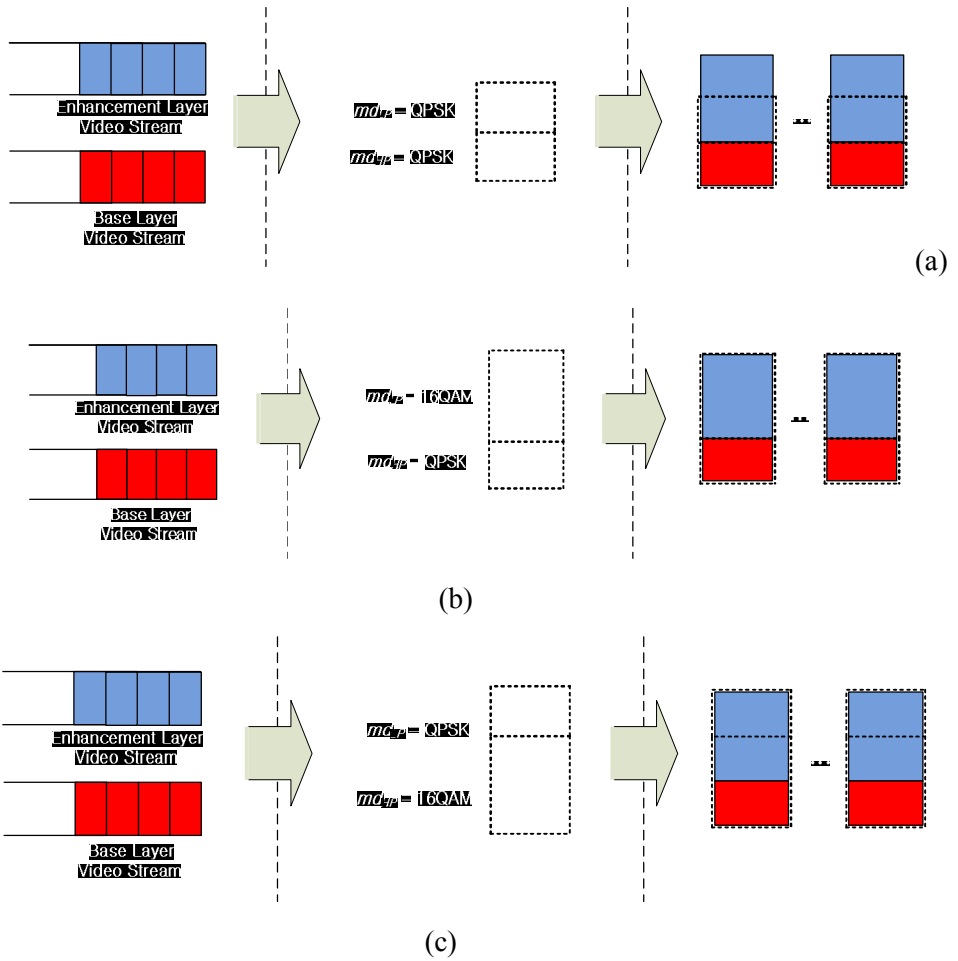 Enhancement Layer
Video Stream
Base Layer
Video Stream
= QPSK
= QPSK
(a)
Enhancement Layer
Video Stream
Base Layer
Video Stream
= 16QAM
= QPSK
(b)
Enhancement Layer
Video Stream
Base Layer
Video Stream
= QPSK
= 16QAM
(c)